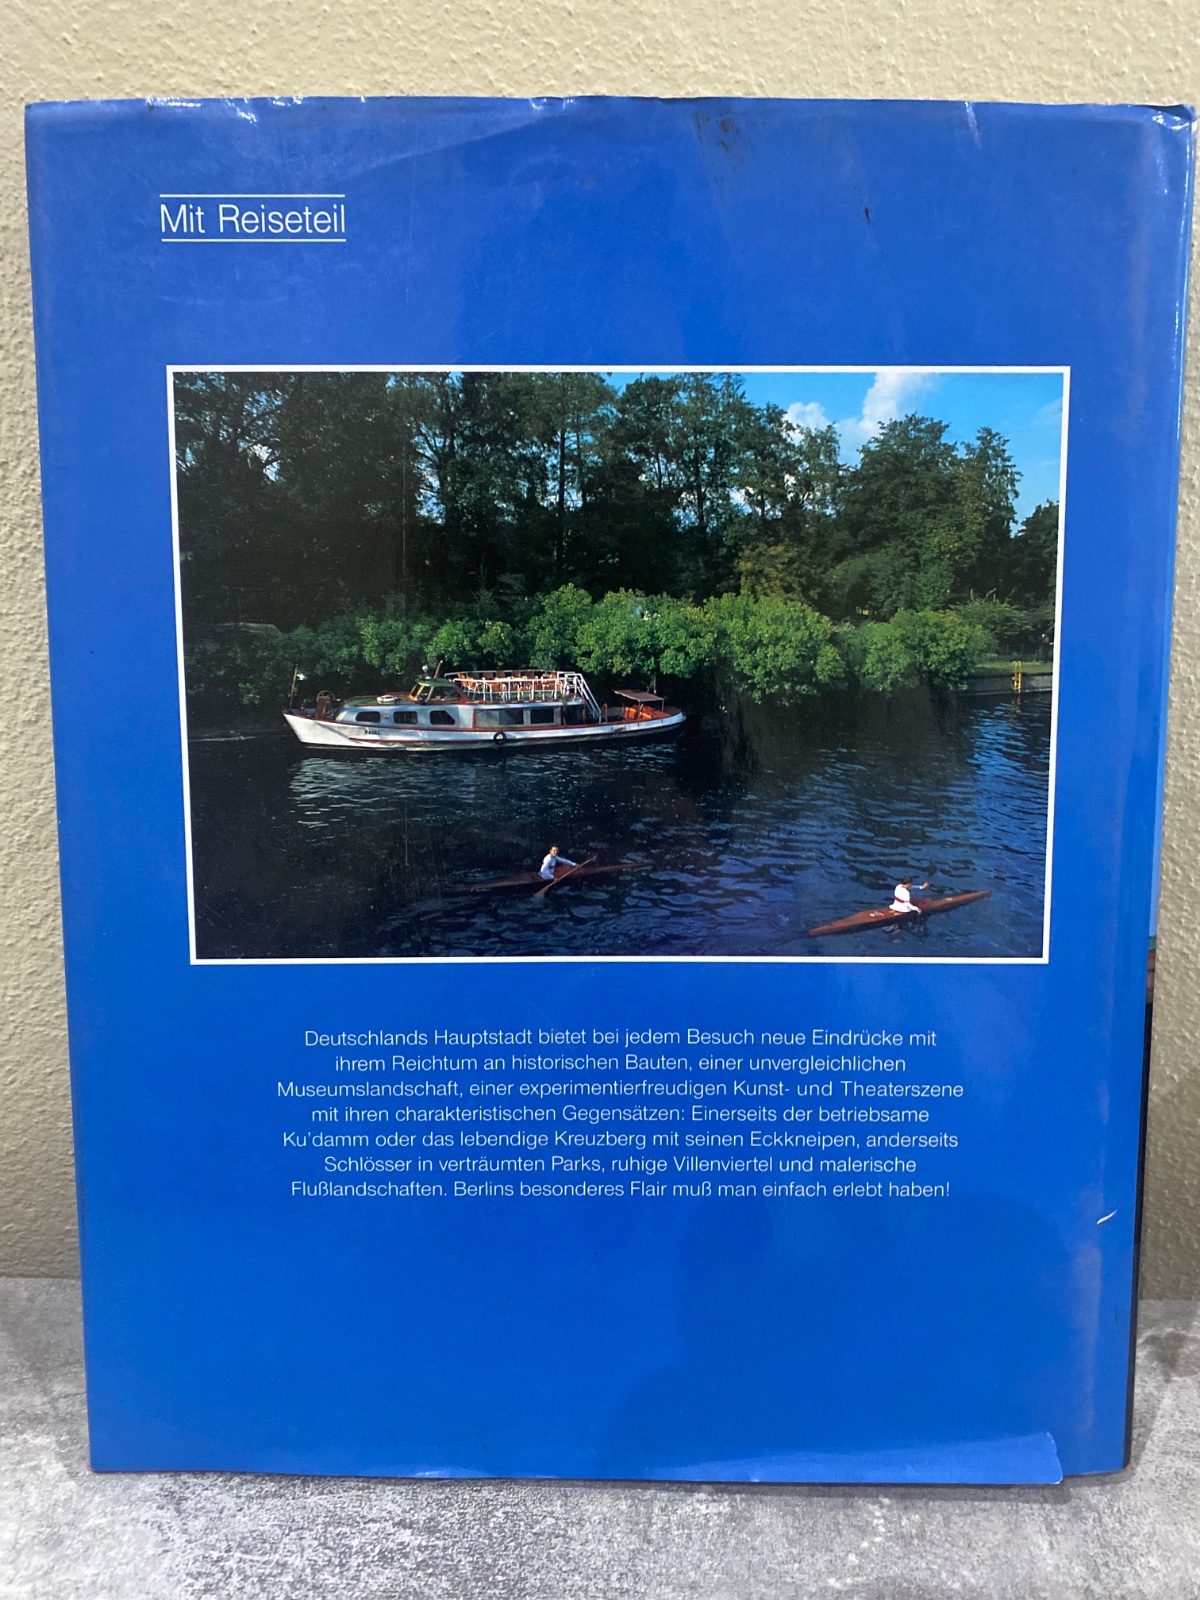 Mit Reiseteil
Deutschlands Hauptstadt bietet bei jedem Besuch neue Eindrücke mit
ihrem Reichtum an historischen Bauten, einer unvergleichlichen
Museumslandschaft, einer experimentierfreudigen Kunst- und Theaterszene
mit ihren charakteristischen Gegensätzen: Einerseits der betriebsame
Ku'damm oder das lebendige Kreuzberg mit seinen Eckkneipen, anderseits
Schlösser in verträumten Parks, ruhige Villenviertel und malerische
Flußlandschaften. Berlins besonderes Flair muß man einfach erlebt haben!